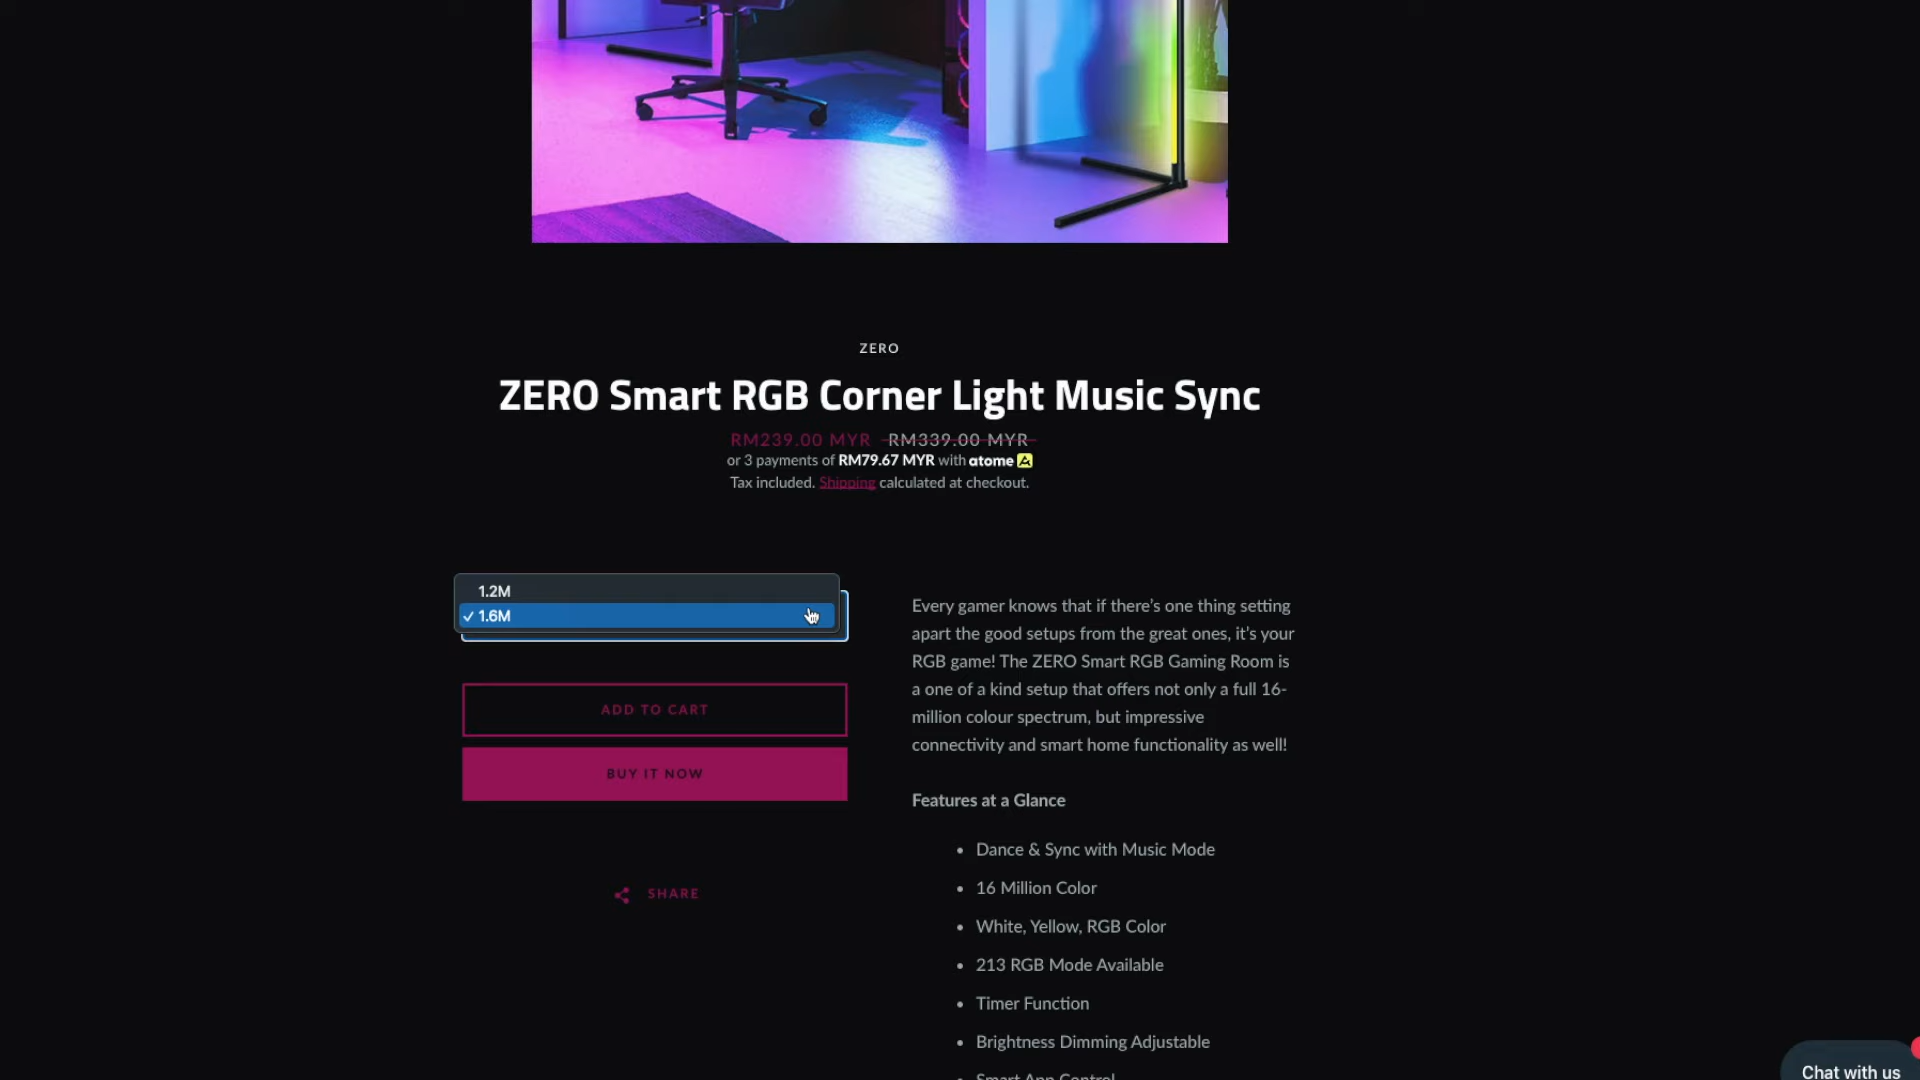 ZERO
ZERO Smart RGB Corner Light Music Sync
RM239.00 MYR RM339.00 MYR
or 3 payments of RM79.67 MYR with atome
Tax included. Shipping calculated at checkout.
1.2M
✓ 1.6M
ADD TO CART
BUY IT NOW
SHARE
Every gamer knows that if there's one thing setting
apart the good setups from the great ones, it's your
RGB game! The ZERO Smart RGB Gaming Room is
a one of a kind setup that offers not only a full 16-
million colour spectrum, but impressive
connectivity and smart home functionality as well!
Features at a Glance
• Dance & Sync with Music Mode
• 16 Million Color
• White, Yellow, RGB Color
• 213 RGB Mode Available
• Timer Function
• Brightness Dimming Adjustable
• Smart App Control
Chat with us